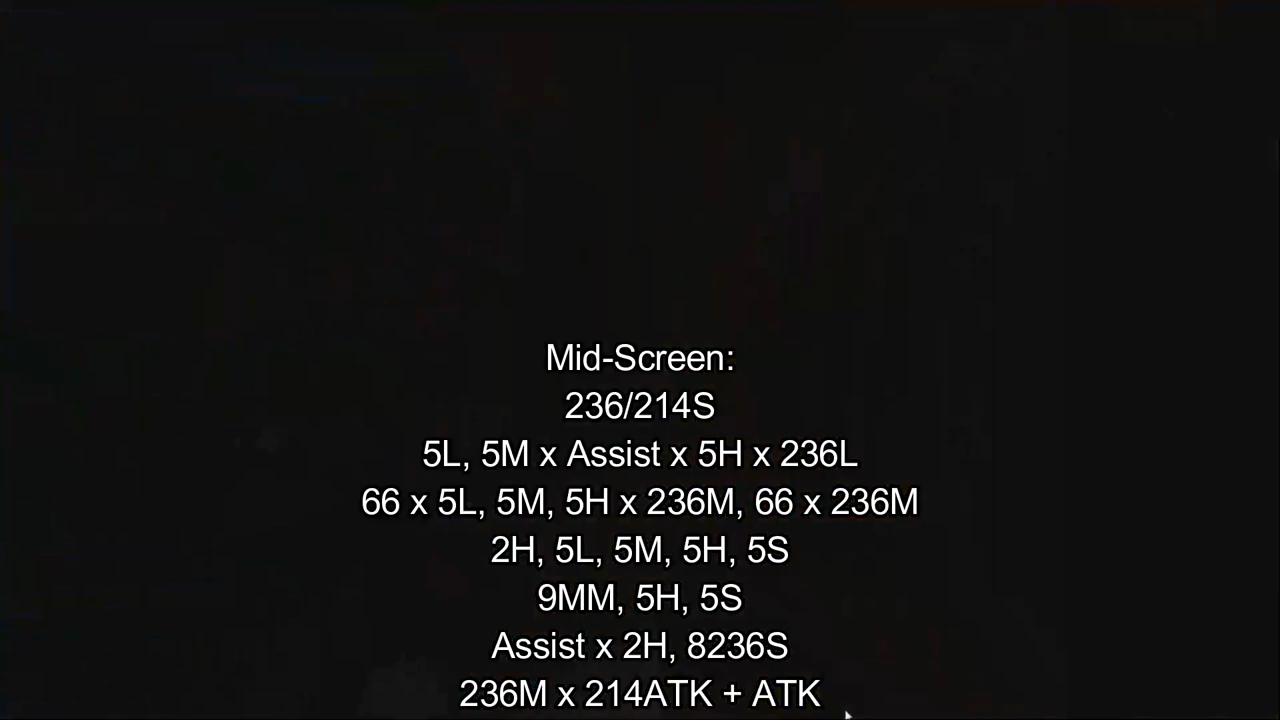 Mid-Screen:
236/214S
5L, 5M x Assist x 5H x 236L
66 x 5L, 5M, 5H x 236M, 66 x 236M
2H, 5L, 5M, 5H, 5S
9MM, 5H, 5S
Assist x 2H, 8236S
236M x 214ATK + ATK